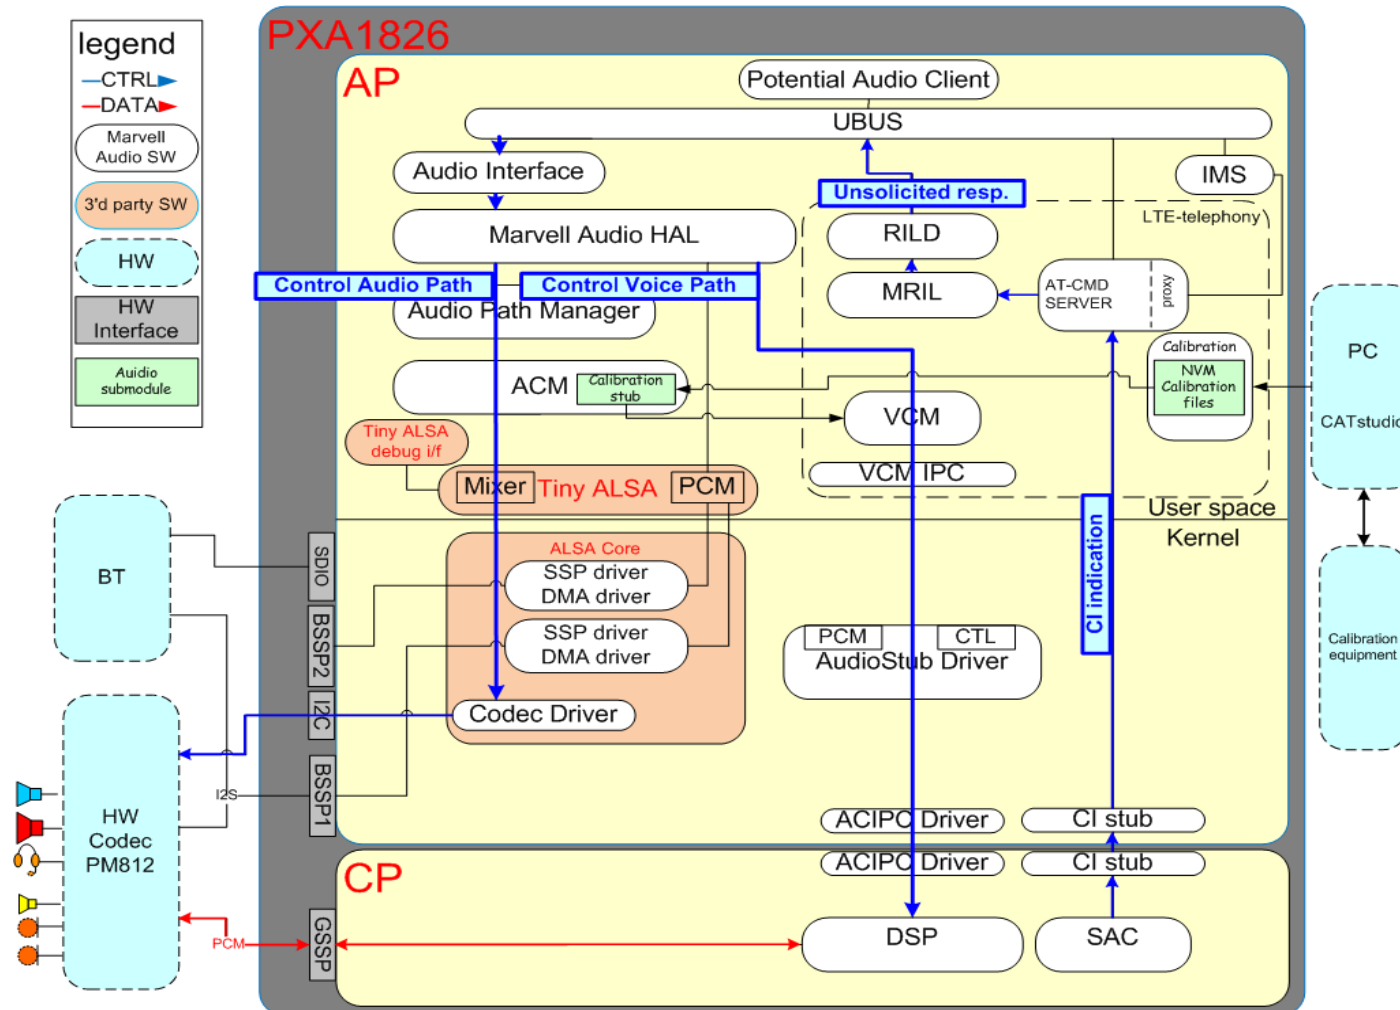 legend
CTRL
DATA
Marvell
Audio SW
3'd party SW
HW
HW
Interface
Auidio
submodule
PXA1826
AP
Potential Audio Client
UBUS
Audio Interface
IMS
Unsolicited resp.
LTE-telephony
Marvell Audio HAL
RILD
Control Audio Path
Control Voice Path
MRIL
AT-CMD
SERVER
proxy
Audio Path Manager
Calibration
NVM
Calibration
files
PC
CATstudio
ACM
Calibration
stub
VCM
Tiny ALSA
debug i/f
Mixer
Tiny ALSA
PCM
VCM IPC
User space
Kernel
CI indication
BT
SDIO
BSSP2
I2C
BSSP1
ALSA Core
SSP driver
DMA driver
SSP driver
DMA driver
Codec Driver
PCM
CTL
AudioStub Driver
Calibration
equipment
I2S
HW
Codec
PM812
ACIPC Driver
CI stub
CP
ACIPC Driver
CI stub
PCM
GSSP
DSP
SAC